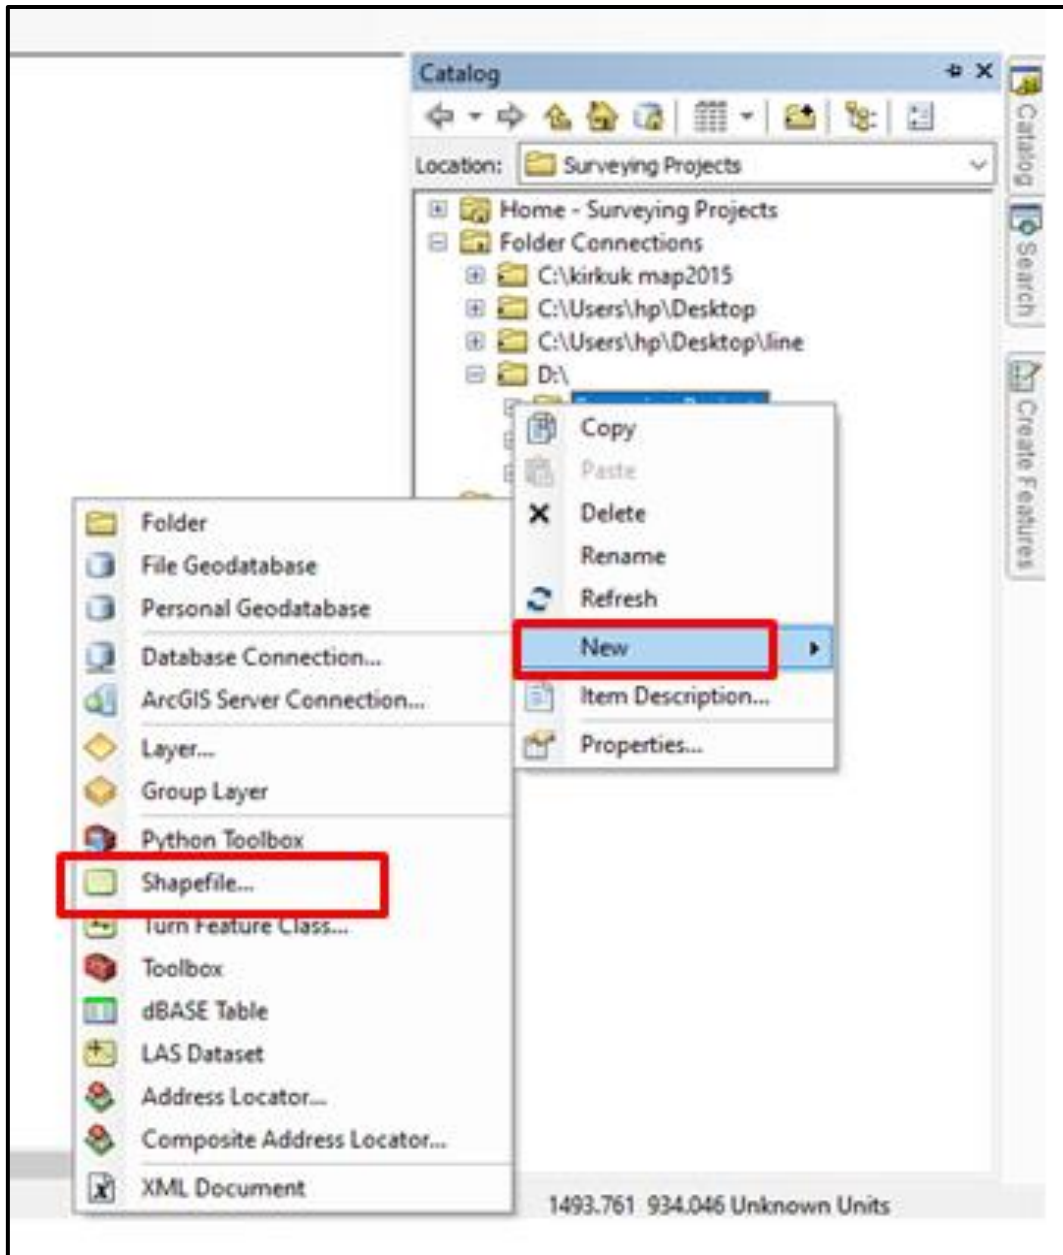 Catalog
Location: Surveying Projects
Home - Surveying Projects
Folder Connections
C:\kirkuk map2015
C:\Users\hp\Desktop
C:\Users\hp\Desktop\line
D:\
Copy
Paste
Delete
Rename
Refresh
New
Item Description...
Properties...
Folder
File Geodatabase
Personal Geodatabase
Database Connection...
ArcGIS Server Connection...
Layer...
Group Layer
Python Toolbox
Shapefile...
Turn Feature Class...
Toolbox
dBASE Table
LAS Dataset
Address Locator...
Composite Address Locator...
XML Document
1493.761 934.046 Unknown Units
Catalog
Search
Create Features